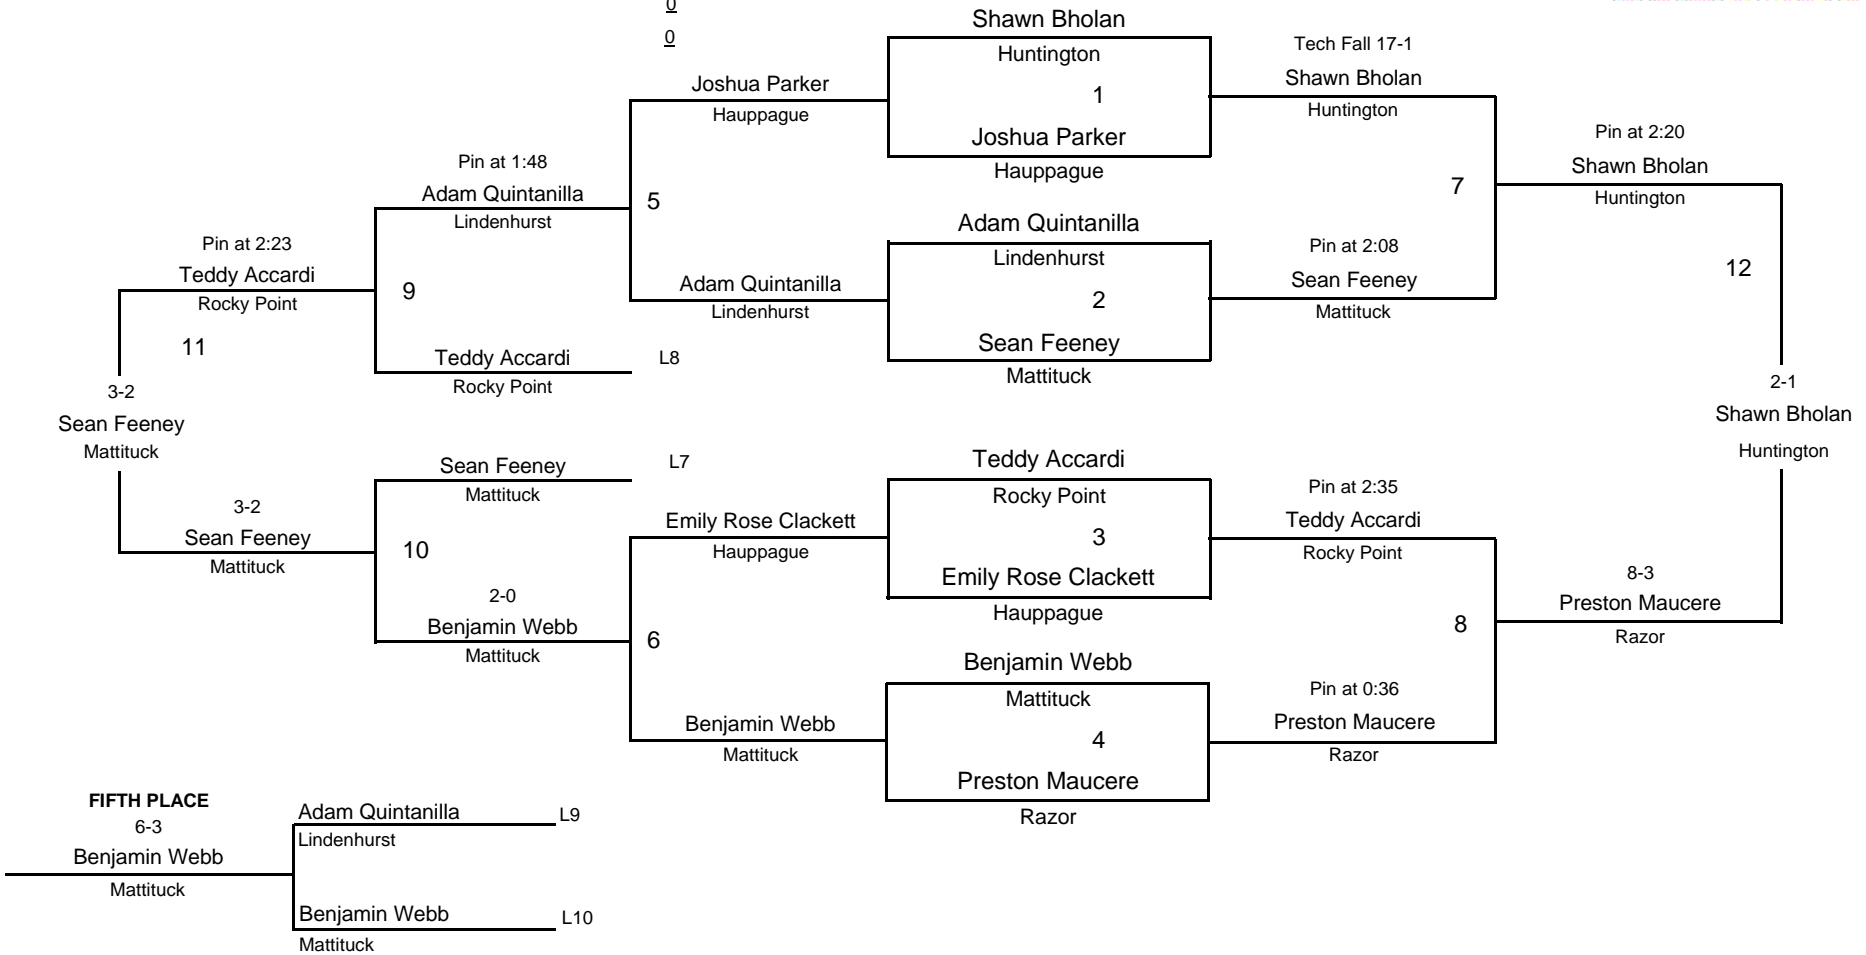 0
0
Shawn Bholan
Huntington
1
Joshua Parker
Hauppague
Tech Fall 17-1
Shawn Bholan
Huntington
Joshua Parker
Hauppague
Pin at 2:20
Shawn Bholan
Huntington
Pin at 1:48
Adam Quintanilla
Lindenhurst
5
7
Adam Quintanilla
Lindenhurst
2
Sean Feeney
Mattituck
Pin at 2:08
Sean Feeney
Mattituck
12
Pin at 2:23
Teddy Accardi
Rocky Point
9
Adam Quintanilla
Lindenhurst
11
Teddy Accardi
Rocky Point
L8
3-2
Sean Feeney
Mattituck
2-1
Shawn Bholan
Huntington
Sean Feeney
Mattituck
L7
Teddy Accardi
Rocky Point
3
Emily Rose Clackett
Hauppague
Pin at 2:35
Teddy Accardi
Rocky Point
3-2
Sean Feeney
Mattituck
10
Emily Rose Clackett
Hauppague
8-3
Preston Maucere
Razor
2-0
Benjamin Webb
Mattituck
6
8
Benjamin Webb
Mattituck
4
Preston Maucere
Razor
Pin at 0:36
Preston Maucere
Razor
Benjamin Webb
Mattituck
FIFTH PLACE
6-3
Benjamin Webb
Mattituck
Adam Quintanilla
Lindenhurst
L9
Benjamin Webb
Mattituck
L10